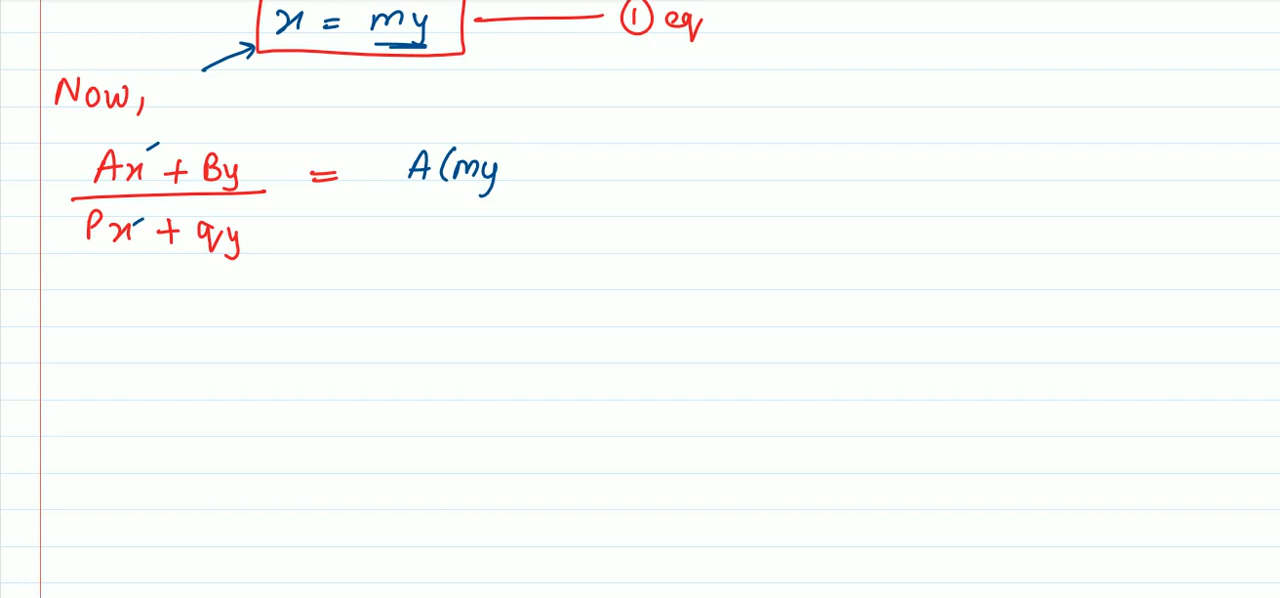 x = my ① eq
Now,
Ax + By = A(my
Px + qy